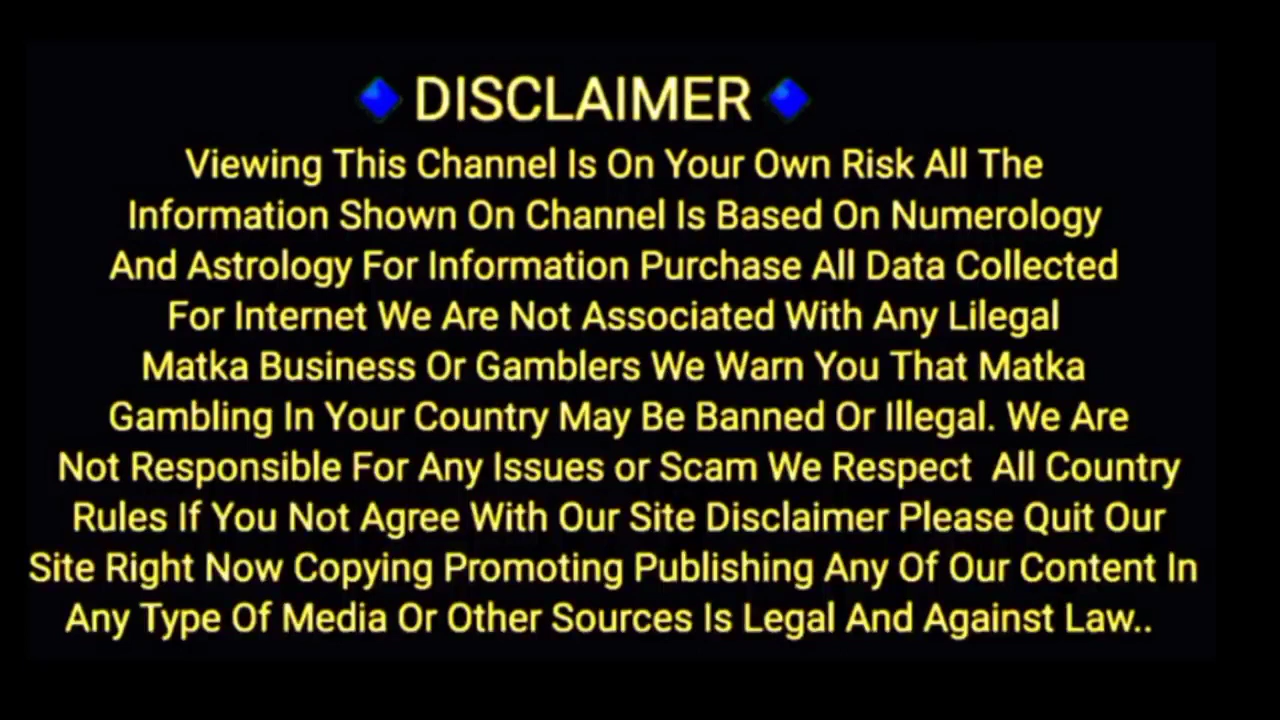 🔹DISCLAIMER🔹
Viewing This Channel Is On Your Own Risk All The
Information Shown On Channel Is Based On Numerology
And Astrology For Information Purchase All Data Collected
For Internet We Are Not Associated With Any Lilegal
Matka Business Or Gamblers We Warn You That Matka
Gambling In Your Country May Be Banned Or Illegal. We Are
Not Responsible For Any Issues or Scam We Respect  All Country
Rules If You Not Agree With Our Site Disclaimer Please Quit Our
Site Right Now Copying Promoting Publishing Any Of Our Content In
Any Type Of Media Or Other Sources Is Legal And Against Law..